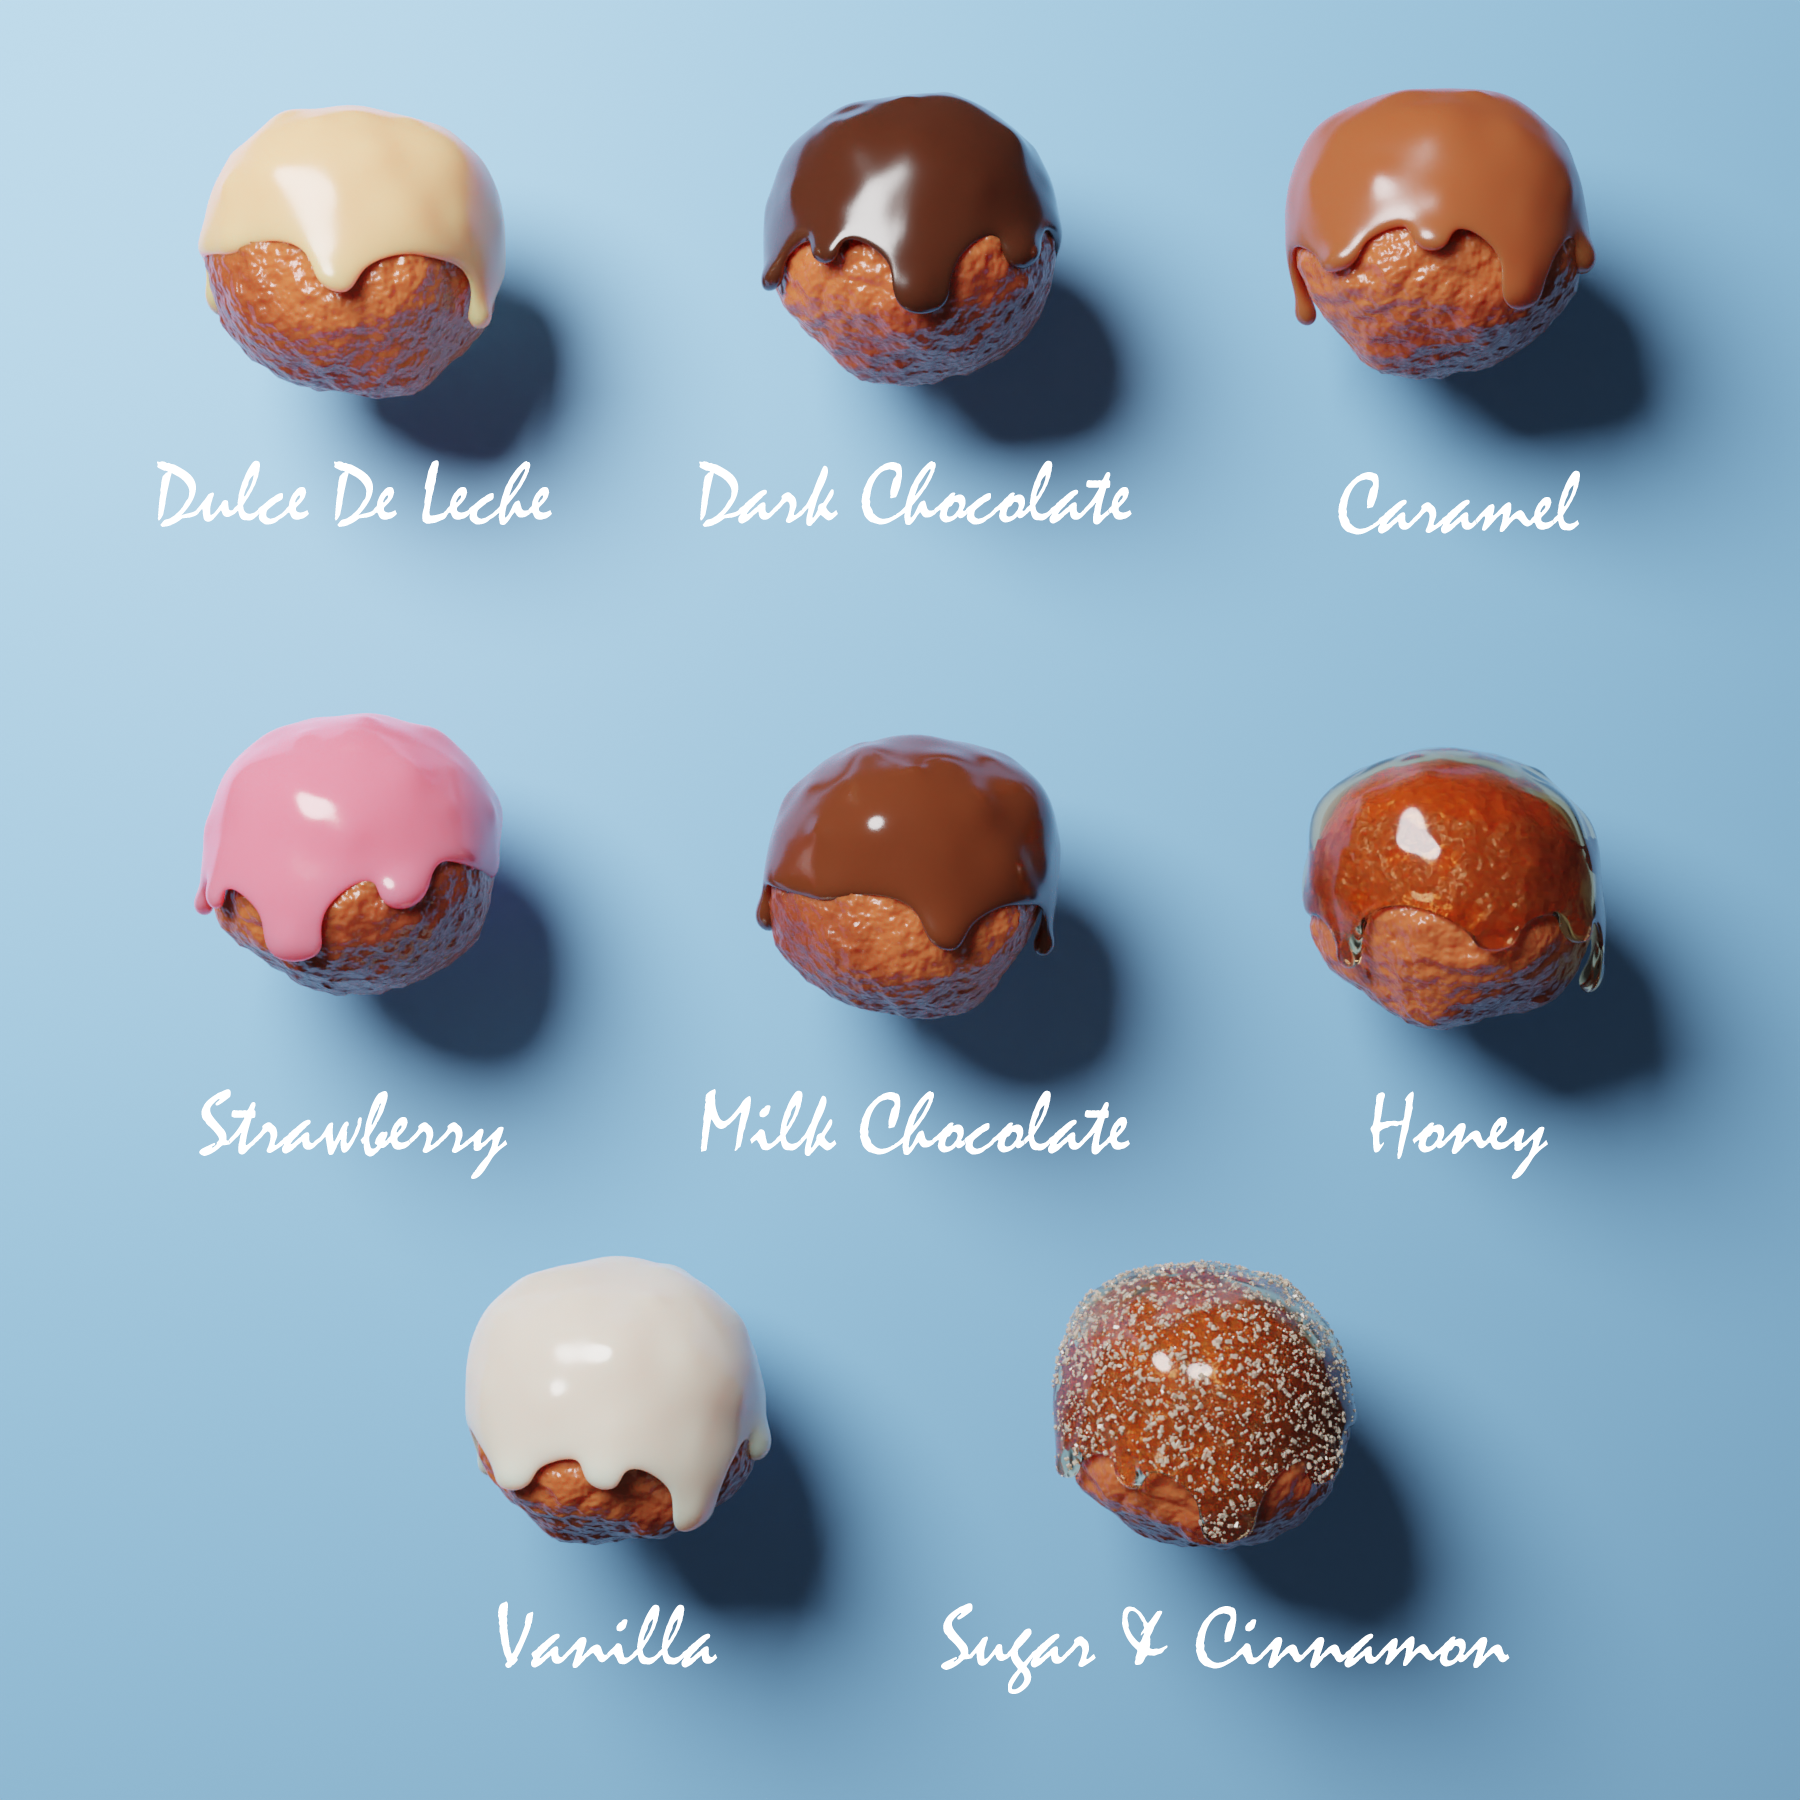 Dulce De Leche
Dark Chocolate
Caramel
Strawberry
Milk Chocolate
Honey
Vanilla
Sugar & Cinnamon